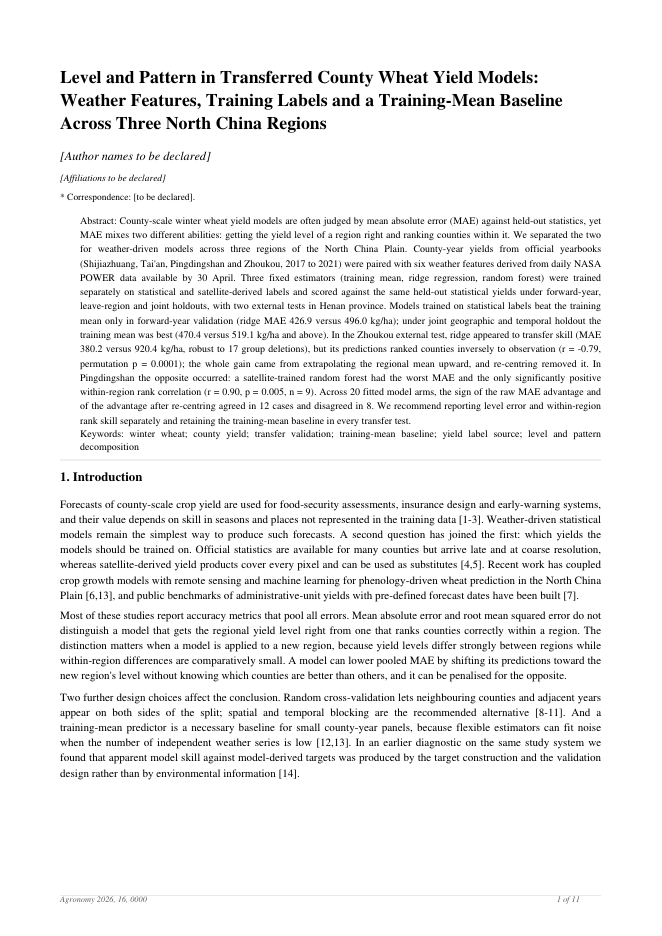 Level and Pattern in Transferred County Wheat Yield Models:
Weather Features, Training Labels and a Training-Mean Baseline
Across Three North China Regions
[Author names to be declared]
[Affiliations to be declared]
* Correspondence: [to be declared].
Abstract: County-scale winter wheat yield models are often judged by mean absolute error (MAE) against held-out statistics, yet
MAE mixes two different abilities: getting the yield level of a region right and ranking counties within it. We separated the two
for weather-driven models across three regions of the North China Plain. County-year yields from official yearbooks
(Shijiazhuang, Tai'an, Pingdingshan and Zhoukou, 2017 to 2021) were paired with six weather features derived from daily NASA
POWER data available by 30 April. Three fixed estimators (training mean, ridge regression, random forest) were trained
separately on statistical and satellite-derived labels and scored against the same held-out statistical yields under forward-year,
leave-region and joint holdouts, with two external tests in Henan province. Models trained on statistical labels beat the training
mean only in forward-year validation (ridge MAE 426.9 versus 496.0 kg/ha); under joint geographic and temporal holdout the
training mean was best (470.4 versus 519.1 kg/ha and above). In the Zhoukou external test, ridge appeared to transfer skill (MAE
380.2 versus 920.4 kg/ha, robust to 17 group deletions), but its predictions ranked counties inversely to observation (r = -0.79,
permutation p = 0.0001); the whole gain came from extrapolating the regional mean upward, and re-centring removed it. In
Pingdingshan the opposite occurred: a satellite-trained random forest had the worst MAE and the only significantly positive
within-region rank correlation (r = 0.90, p = 0.005, n = 9). Across 20 fitted model arms, the sign of the raw MAE advantage and
of the advantage after re-centring agreed in 12 cases and disagreed in 8. We recommend reporting level error and within-region
rank skill separately and retaining the training-mean baseline in every transfer test.
Keywords: winter wheat; county yield; transfer validation; training-mean baseline; yield label source; level and pattern
decomposition
1. Introduction
Forecasts of county-scale crop yield are used for food-security assessments, insurance design and early-warning systems,
and their value depends on skill in seasons and places not represented in the training data [1-3]. Weather-driven statistical
models remain the simplest way to produce such forecasts. A second question has joined the first: which yields the
models should be trained on. Official statistics are available for many counties but arrive late and at coarse resolution,
whereas satellite-derived yield products cover every pixel and can be used as substitutes [4,5]. Recent work has coupled
crop growth models with remote sensing and machine learning for phenology-driven wheat prediction in the North China
Plain [6,13], and public benchmarks of administrative-unit yields with pre-defined forecast dates have been built [7].
Most of these studies report accuracy metrics that pool all errors. Mean absolute error and root mean squared error do not
distinguish a model that gets the regional yield level right from one that ranks counties correctly within a region. The
distinction matters when a model is applied to a new region, because yield levels differ strongly between regions while
within-region differences are comparatively small. A model can lower pooled MAE by shifting its predictions toward the
new region's level without knowing which counties are better than others, and it can be penalised for the opposite.
Two further design choices affect the conclusion. Random cross-validation lets neighbouring counties and adjacent years
appear on both sides of the split; spatial and temporal blocking are the recommended alternative [8-11]. And a
training-mean predictor is a necessary baseline for small county-year panels, because flexible estimators can fit noise
when the number of independent weather series is low [12,13]. In an earlier diagnostic on the same study system we
found that apparent model skill against model-derived targets was produced by the target construction and the validation
design rather than by environmental information [14].
Agronomy 2026, 16, 0000
1 of 11